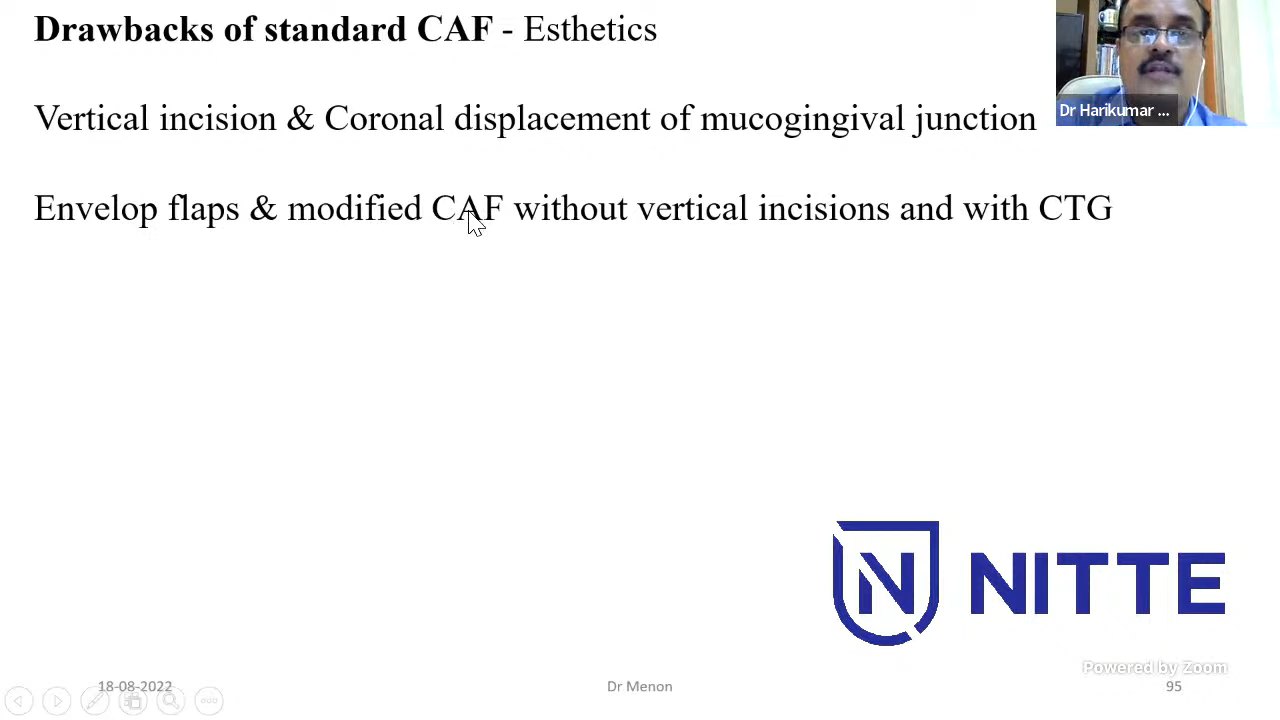 Drawbacks of standard CAF - Esthetics
Dr Harikumar ...
Vertical incision & Coronal displacement of mucogingival junction
Envelop flaps & modified CAF without vertical incisions and with CTG
N NITTE
Powered by Zoom
18-08-2022
Dr Menon
95